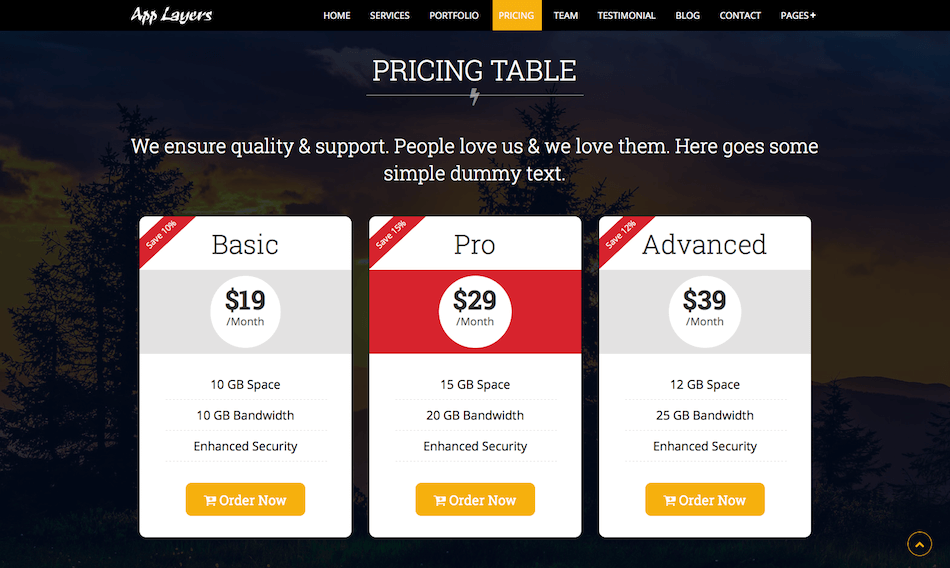 App Layers
HOME SERVICES PORTFOLIO PRICING TEAM TESTIMONIAL BLOG CONTACT PAGES +
PRICING TABLE
We ensure quality & support. People love us & we love them. Here goes some
simple dummy text.
Save 10%
Basic
$19
/Month
10 GB Space
10 GB Bandwidth
Enhanced Security
Order Now
Save 15%
Pro
$29
/Month
15 GB Space
20 GB Bandwidth
Enhanced Security
Order Now
Save 12%
Advanced
$39
/Month
12 GB Space
25 GB Bandwidth
Enhanced Security
Order Now